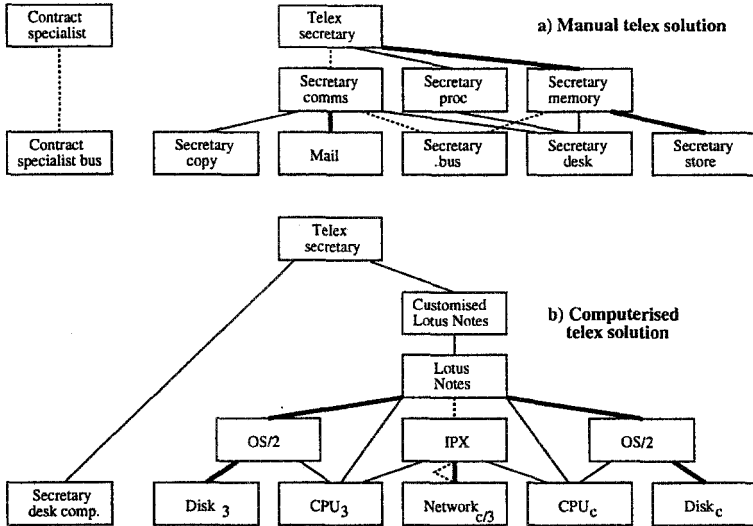 Contract
specialist
Telex
secretary
a) Manual telex solution
Secretary
comms
Secretary
proc
Secretary
memory
Contract
specialist bus
Secretary
copy
Mail
Secretary
.bus
Secretary
desk
Secretary
store
Telex
secretary
Customised
Lotus Notes
b) Computerised
telex solution
Lotus
Notes
OS/2
IPX
OS/2
Secretary
desk comp.
Disk 3
CPU3
Network c/3
CPUc
Diskc